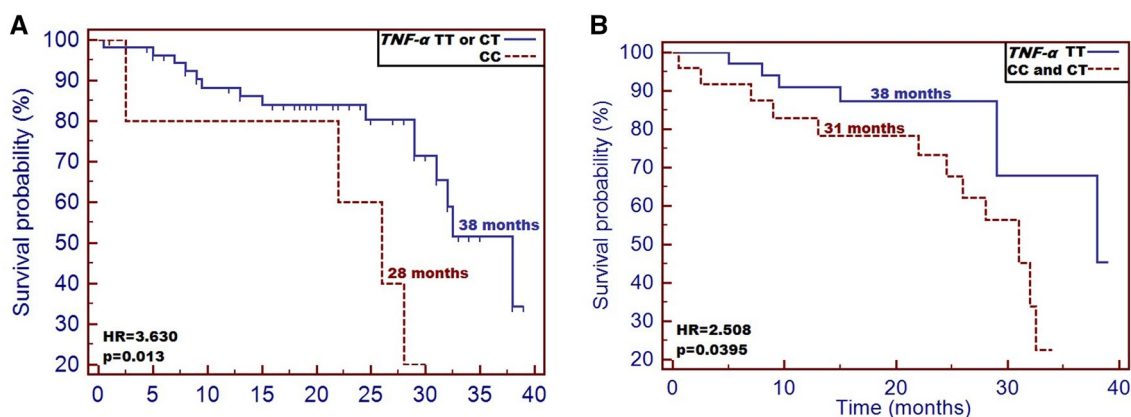 A
TNF-α TT or CT
CC
Survival probability (%)
100
90
80
70
60
50
40
30
20
38 months
28 months
HR=3.630
p=0.013
0 5 10 15 20 25 30 35 40
B
TNF-α TT
CC and CT
Survival probability (%)
100
90
80
70
60
50
40
30
20
38 months
31 months
HR=2.508
p=0.0395
0 10 20 30 40
Time (months)